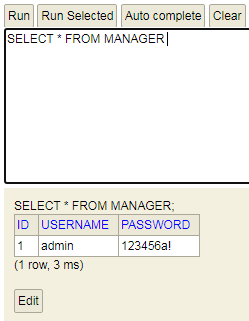 Run Run Selected Auto complete Clear
SELECT * FROM MANAGER
SELECT * FROM MANAGER;
ID USERNAME PASSWORD
1 admin 123456a!
(1 row, 3 ms)
Edit